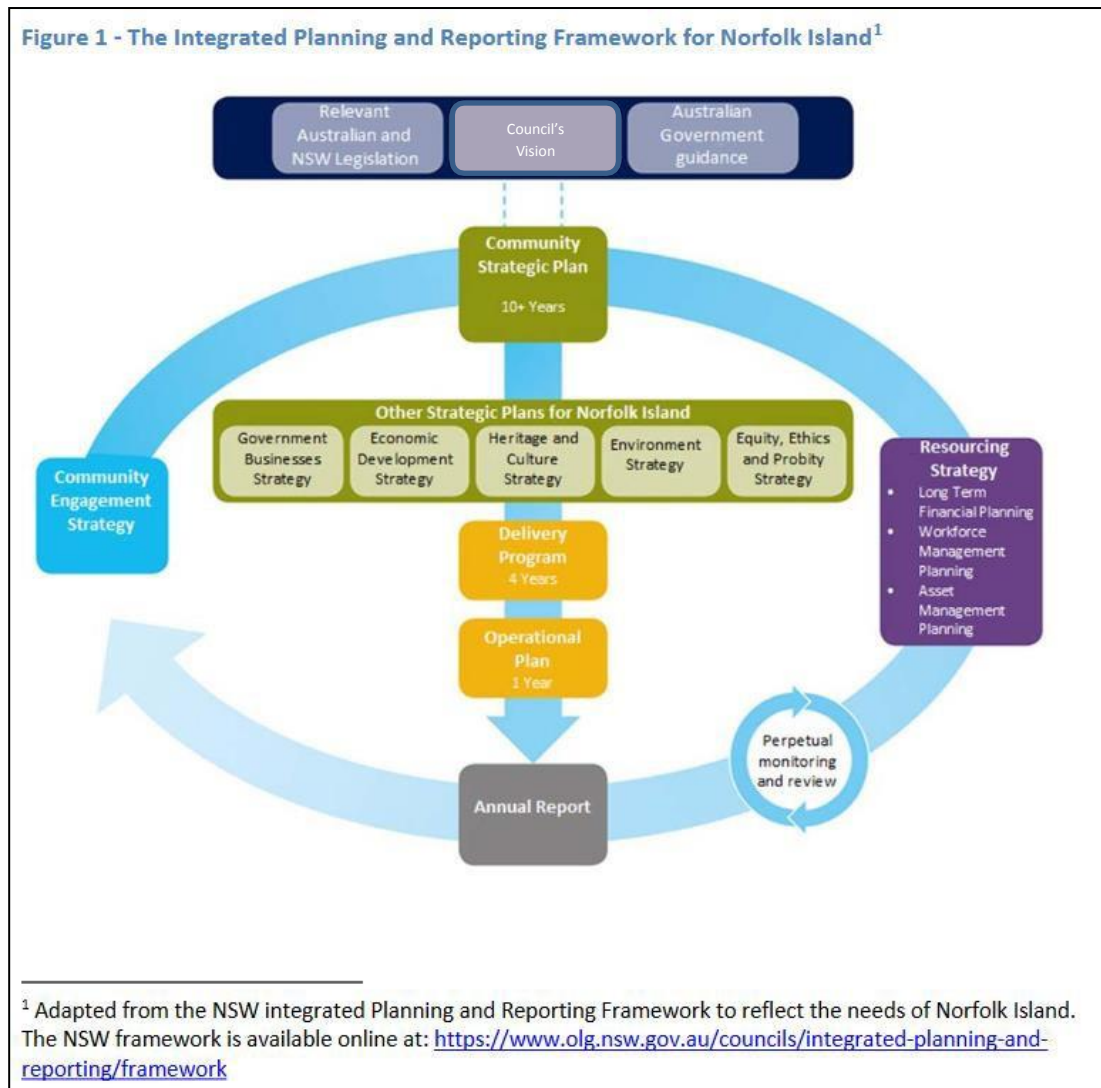 Figure 1 - The Integrated Planning and Reporting Framework for Norfolk Island¹
Relevant
Australian and
NSW Legislation
Council's
Vision
Australian
Government
guidance
Community
Strategic Plan
10+ Years
Other Strategic Plans for Norfolk Island
Government
Businesses
Strategy
Economic
Development
Strategy
Heritage and
Culture
Strategy
Environment
Strategy
Equity, Ethics
and Probity
Strategy
Community
Engagement
Strategy
Resourcing
Strategy
• Long Term
Financial Planning
• Workforce
Management
Planning
• Asset
Management
Planning
Delivery
Program
4 Years
Operational
Plan
1 Year
Perpetual
monitoring
and review
Annual Report
¹ Adapted from the NSW integrated Planning and Reporting Framework to reflect the needs of Norfolk Island.
The NSW framework is available online at: https://www.olg.nsw.gov.au/councils/integrated-planning-and-
reporting/framework